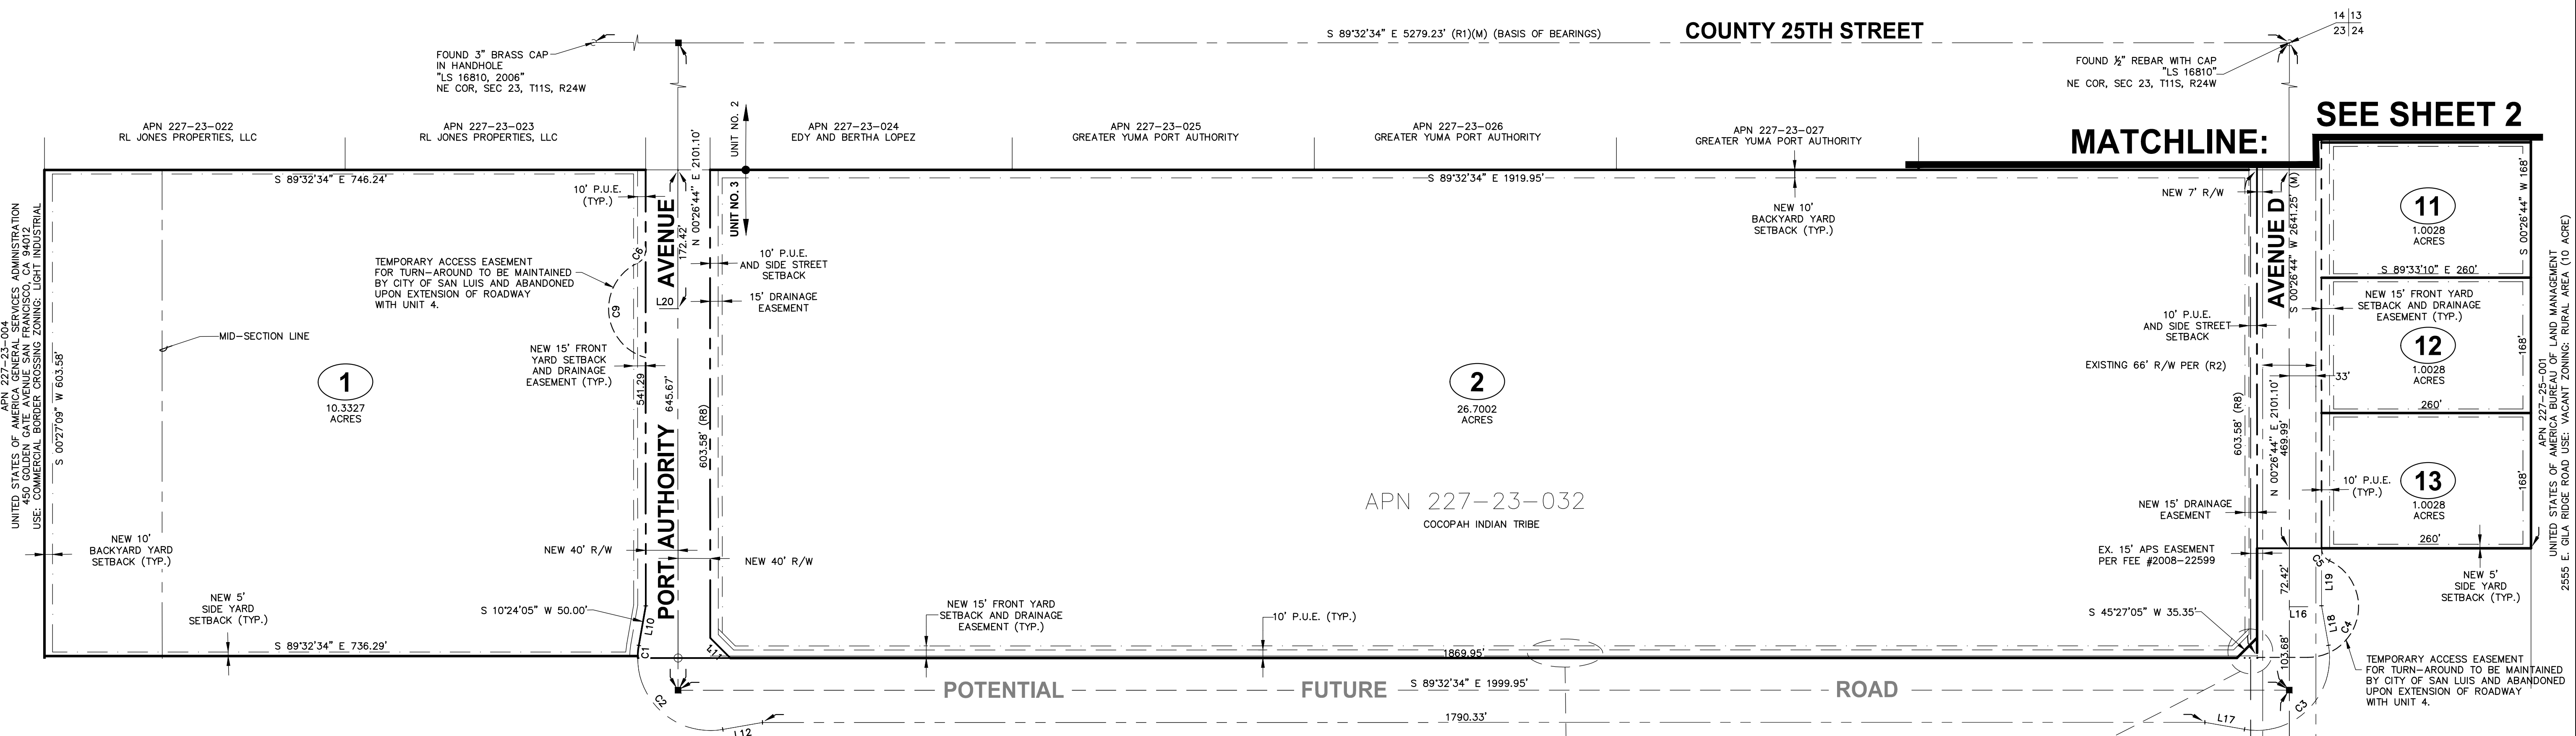 COUNTY 25TH STREET
S 89°32'34" E 5279.23' (R1)(M) (BASIS OF BEARINGS)
14 13
23 24
FOUND 3" BRASS CAP
IN HANDHOLE
"LS 16810, 2006"
NE COR, SEC 23, T11S, R24W
FOUND ½" REBAR WITH CAP
"LS 16810"
NE COR, SEC 23, T11S, R24W
SEE SHEET 2
MATCHLINE:
APN 227-23-022
RL JONES PROPERTIES, LLC
APN 227-23-023
RL JONES PROPERTIES, LLC
UNIT NO. 2
UNIT NO. 3
APN 227-23-024
EDY AND BERTHA LOPEZ
APN 227-23-025
GREATER YUMA PORT AUTHORITY
APN 227-23-026
GREATER YUMA PORT AUTHORITY
APN 227-23-027
GREATER YUMA PORT AUTHORITY
APN 227-23-004
UNITED STATES OF AMERICA GENERAL SERVICES ADMINISTRATION
450 GOLDEN GATE AVENUE SAN FRANCISCO, CA 94012
USE: COMMERCIAL BORDER CROSSING ZONING: LIGHT INDUSTRIAL
S 00°27'09" W 603.58'
S 89°32'34" E 746.24'
10' P.U.E.
(TYP.)
TEMPORARY ACCESS EASEMENT
FOR TURN-AROUND TO BE MAINTAINED
BY CITY OF SAN LUIS AND ABANDONED
UPON EXTENSION OF ROADWAY
WITH UNIT 4.
C6
C9
MID-SECTION LINE
NEW 15' FRONT
YARD SETBACK
AND DRAINAGE
EASEMENT (TYP.)
1
10.3327
ACRES
541.29
NEW 40' R/W
NEW 10'
BACKYARD YARD
SETBACK (TYP.)
NEW 5'
SIDE YARD
SETBACK (TYP.)
S 10°24'05" W 50.00'
L10
S 89°32'34" E 736.29'
C1
C2
L12
PORT AUTHORITY AVENUE
N 00°26'44" E 2101.10'
172.42'
L20
645.67'
603.58' (R8)
NEW 40' R/W
L11
10' P.U.E.
AND SIDE STREET
SETBACK
15' DRAINAGE
EASEMENT
S 89°32'34" E 1919.95'
NEW 10'
BACKYARD YARD
SETBACK (TYP.)
2
26.7002
ACRES
APN 227-23-032
COCOPAH INDIAN TRIBE
NEW 15' FRONT YARD
SETBACK AND DRAINAGE
EASEMENT (TYP.)
10' P.U.E. (TYP.)
1869.95'
POTENTIAL FUTURE ROAD
S 89°32'34" E 1999.95'
1790.33'
L17
C3
NEW 7' R/W
AVENUE D
S 00°26'44" W 2641.25' (M)
10' P.U.E.
AND SIDE STREET
SETBACK
EXISTING 66' R/W PER (R2)
33'
603.58' (R8)
N 00°26'44" E 2101.10'
469.99'
NEW 15' DRAINAGE
EASEMENT
EX. 15' APS EASEMENT
PER FEE #2008-22599
S 45°27'05" W 35.35'
72.42'
L16
103.68'
C5
L19
L18
C4
11
1.0028
ACRES
S 00°26'44" W 168'
S 89°33'10" E 260'
NEW 15' FRONT YARD
SETBACK AND DRAINAGE
EASEMENT (TYP.)
12
1.0028
ACRES
168'
260'
10' P.U.E.
(TYP.)
13
1.0028
ACRES
168'
260'
NEW 5'
SIDE YARD
SETBACK (TYP.)
TEMPORARY ACCESS EASEMENT
FOR TURN-AROUND TO BE MAINTAINED
BY CITY OF SAN LUIS AND ABANDONED
UPON EXTENSION OF ROADWAY
WITH UNIT 4.
APN 227-25-001
UNITED STATES OF AMERICA BUREAU OF LAND MANAGEMENT
2555 E. GILA RIDGE ROAD USE: VACANT ZONING: RURAL AREA (10 ACRE)